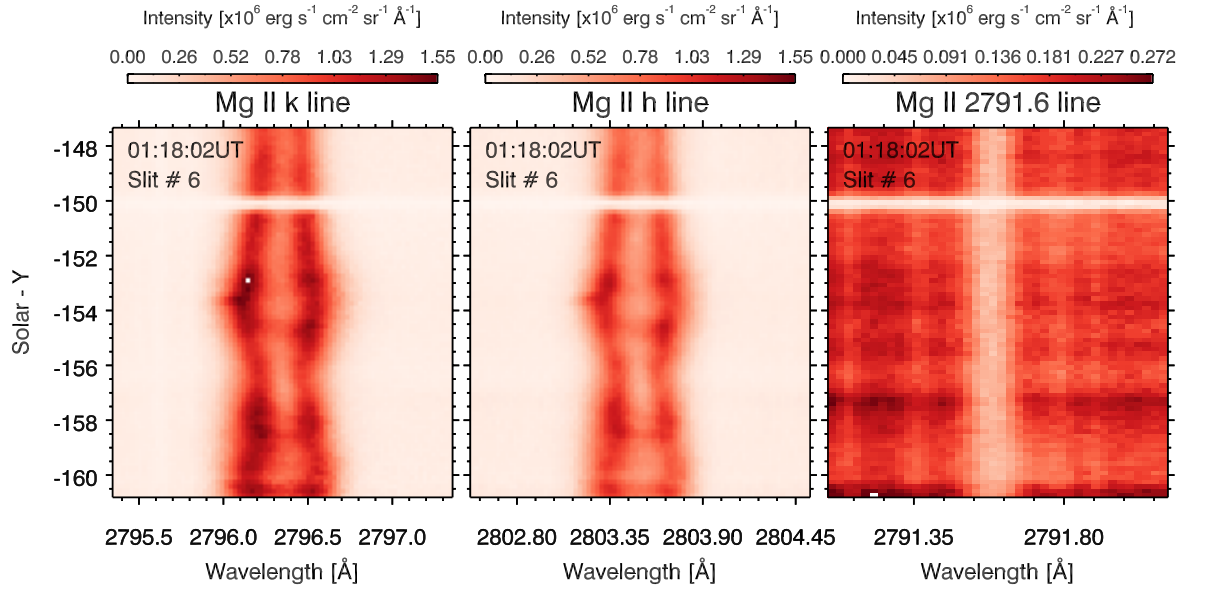 Intensity [x10⁶ erg s⁻¹ cm⁻² sr⁻¹ Å⁻¹] Intensity [x10⁶ erg s⁻¹ cm⁻² sr⁻¹ Å⁻¹] Intensity [x10⁶ erg s⁻¹ cm⁻² sr⁻¹ Å⁻¹]
0.00 0.26 0.52 0.78 1.03 1.29 1.55 0.00 0.26 0.52 0.78 1.03 1.29 1.55 0.000 0.045 0.091 0.136 0.181 0.227 0.272
Mg II k line Mg II h line Mg II 2791.6 line
01:18:02UT 01:18:02UT 01:18:02UT
Slit # 6 Slit # 6 Slit # 6
-148
-150
-152
-154
-156
-158
-160
Solar - Y
2795.5 2796.0 2796.5 2797.0 2802.80 2803.35 2803.90 2804.45 2791.35 2791.80
Wavelength [Å] Wavelength [Å] Wavelength [Å]